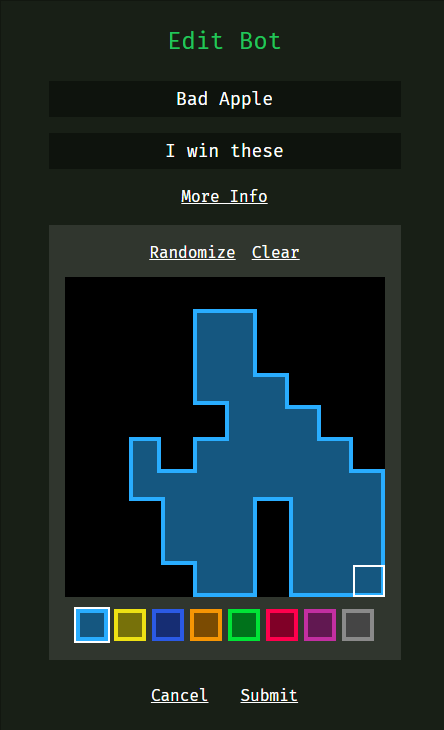 Edit Bot
Bad Apple
I win these
More Info
Randomize Clear
Cancel Submit